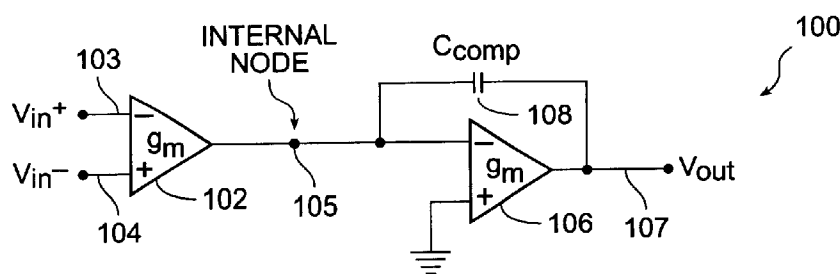 100
INTERNAL
NODE
Ccomp
103
108
Vin+
−
gm
+
Vin−
102
104
105
−
gm
+
106
107
Vout